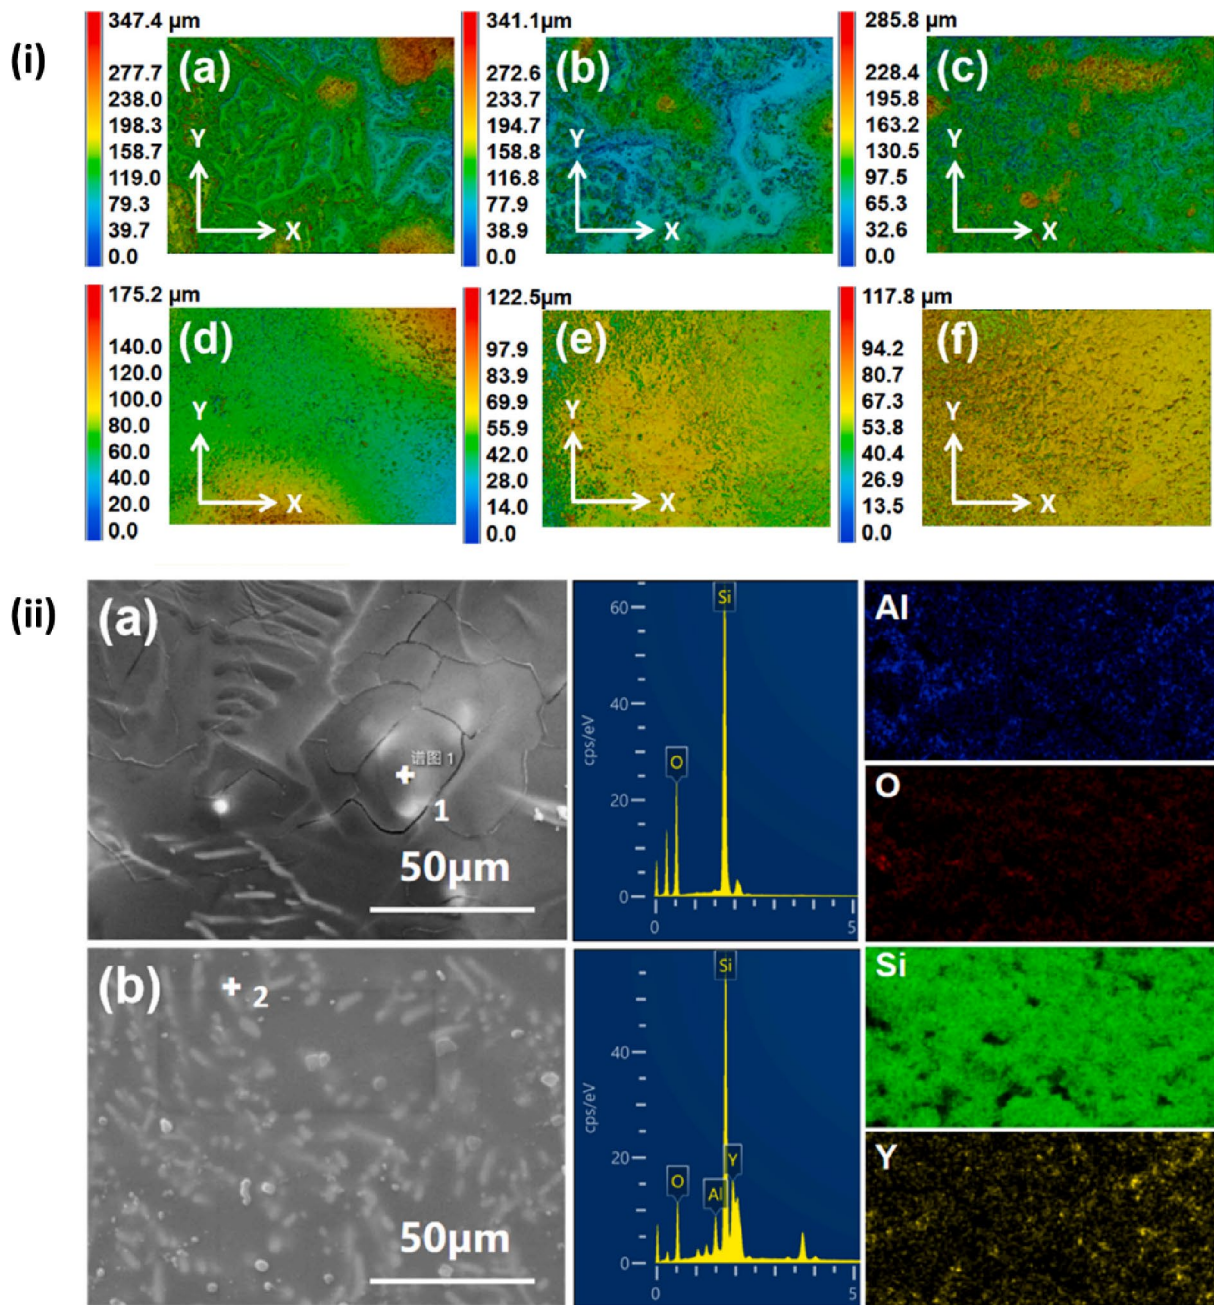 (i)
347.4 µm
277.7
238.0
198.3
158.7
119.0
79.3
39.7
0.0
(a)
Y
X
341.1µm
272.6
233.7
194.7
158.8
116.8
77.9
38.9
0.0
(b)
Y
X
285.8 µm
228.4
195.8
163.2
130.5
97.5
65.3
32.6
0.0
(c)
Y
X
175.2 µm
140.0
120.0
100.0
80.0
60.0
40.0
20.0
0.0
(d)
Y
X
122.5µm
97.9
83.9
69.9
55.9
42.0
28.0
14.0
0.0
(e)
Y
X
117.8 µm
94.2
80.7
67.3
53.8
40.4
26.9
13.5
0.0
(f)
Y
X
(ii)
(a)
谱图 1
1
50µm
60
40
20
0
cps/eV
Si
O
0
5
Al
O
(b)
2
50µm
40
20
0
cps/eV
Si
O
Al
Y
0
5
Si
Y